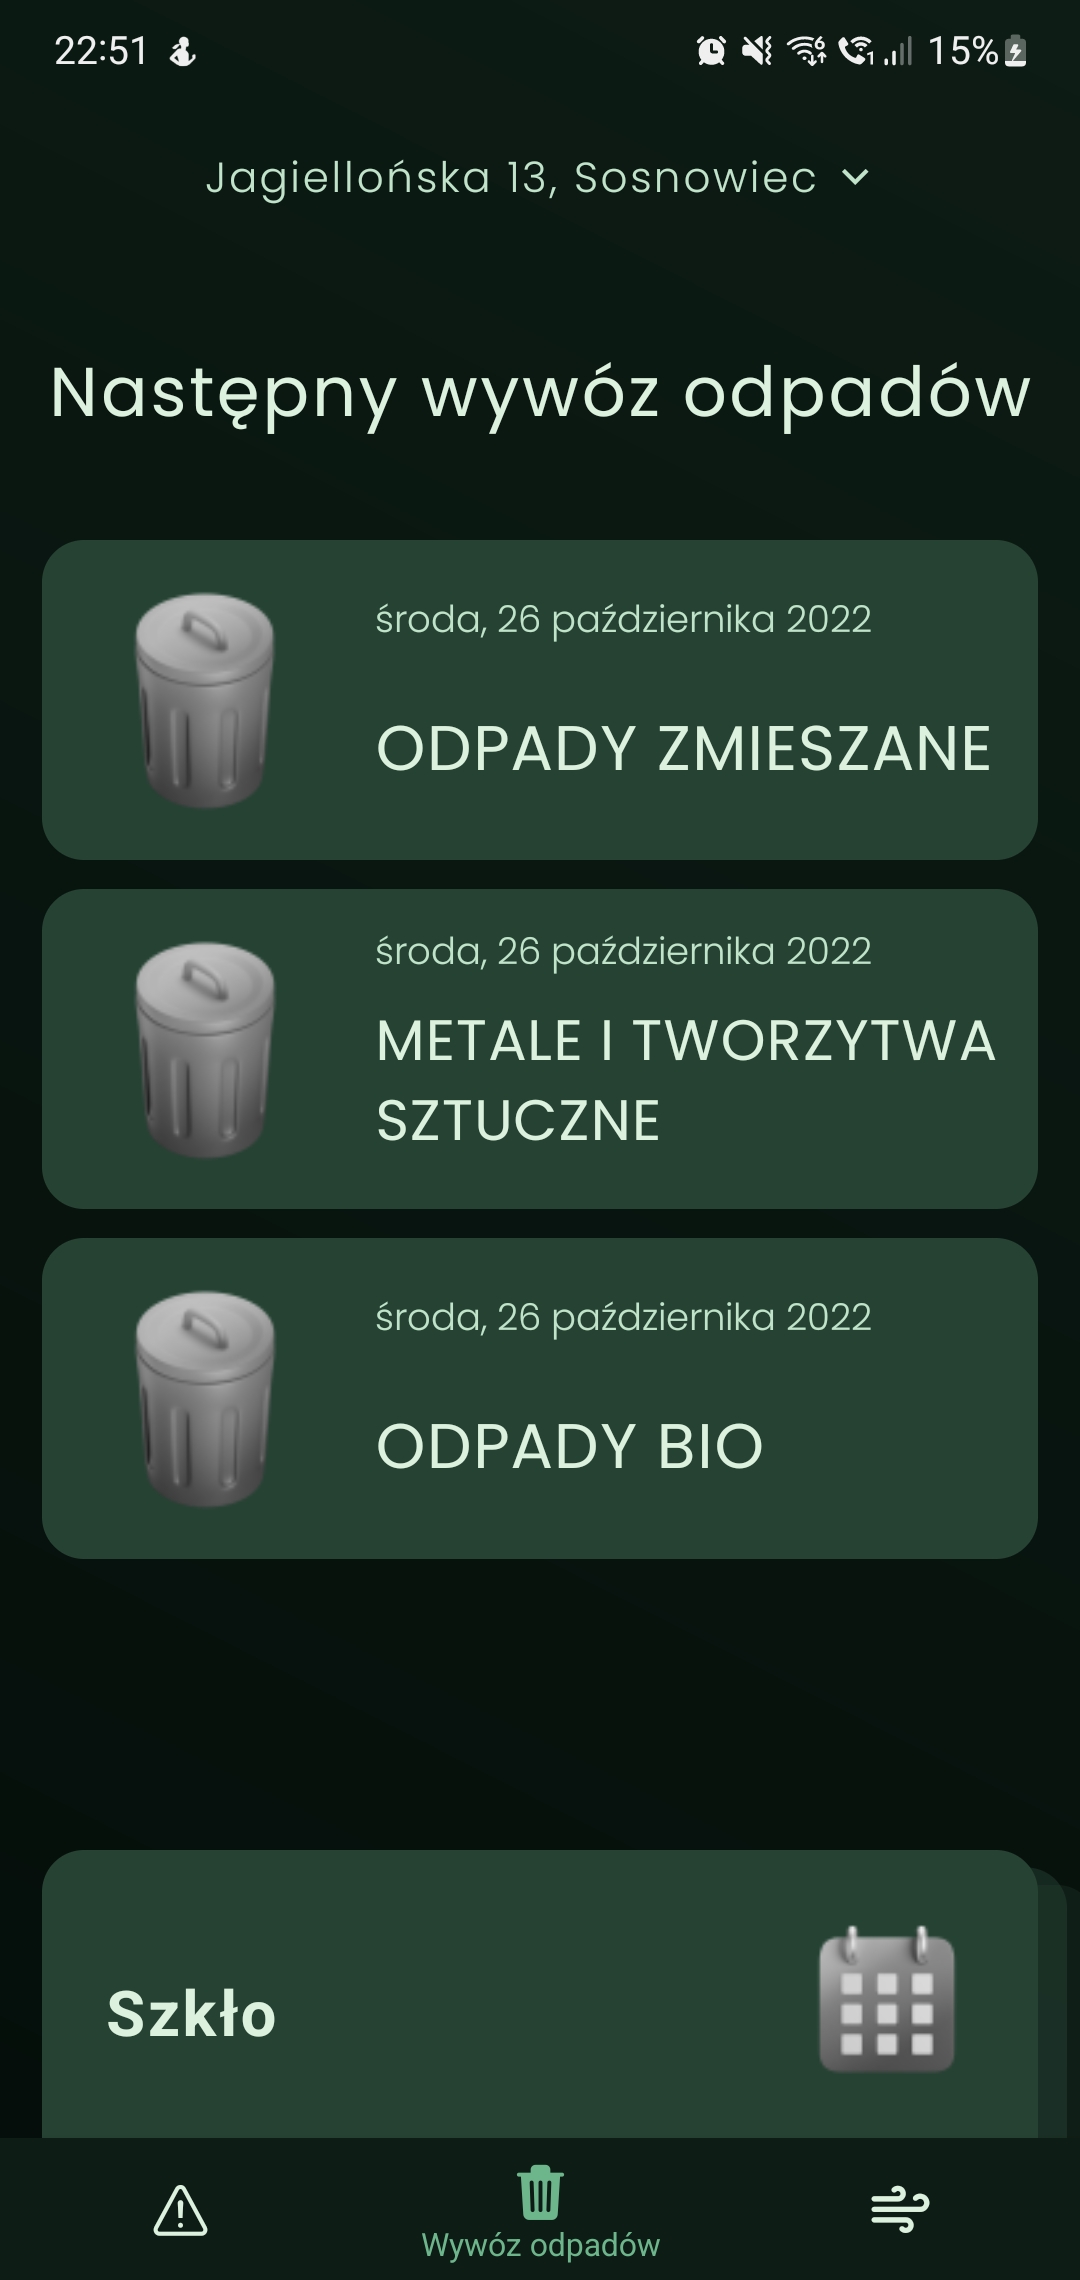 22:51
15%
Jagiellońska 13, Sosnowiec
Następny wywóz odpadów
środa, 26 października 2022
ODPADY ZMIESZANE
środa, 26 października 2022
METALE I TWORZYTWA
SZTUCZNE
środa, 26 października 2022
ODPADY BIO
Szkło
Wywóz odpadów